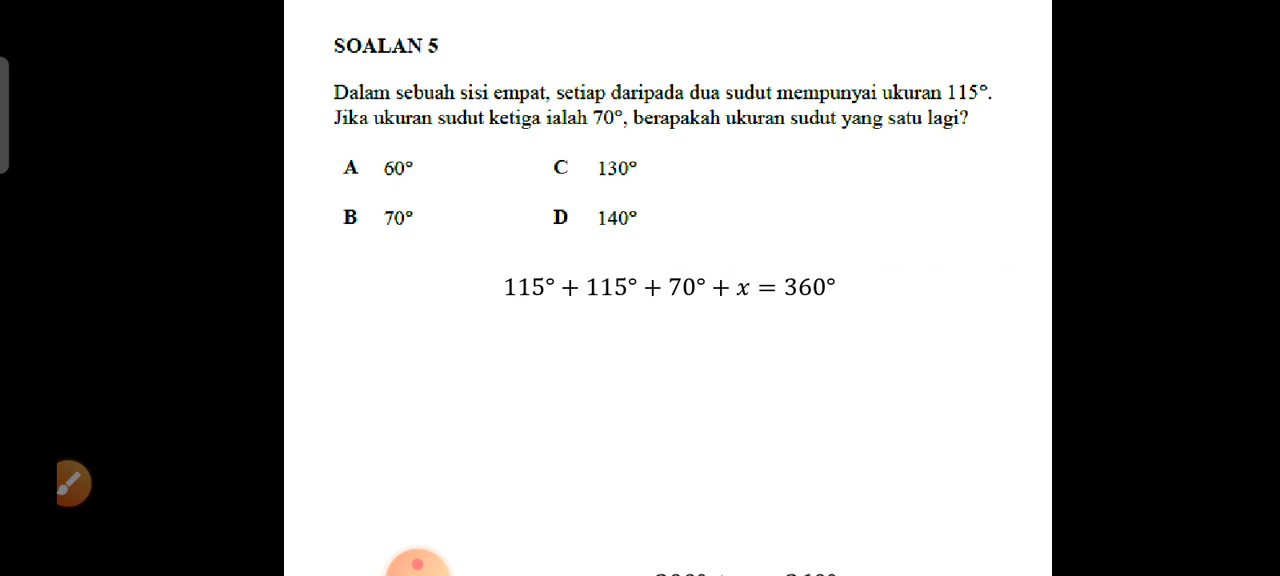 SOALAN 5
Dalam sebuah sisi empat, setiap daripada dua sudut mempunyai ukuran 115°.
Jika ukuran sudut ketiga ialah 70°, berapakah ukuran sudut yang satu lagi?
A 60° C 130°
B 70° D 140°
115° + 115° + 70° + x = 360°